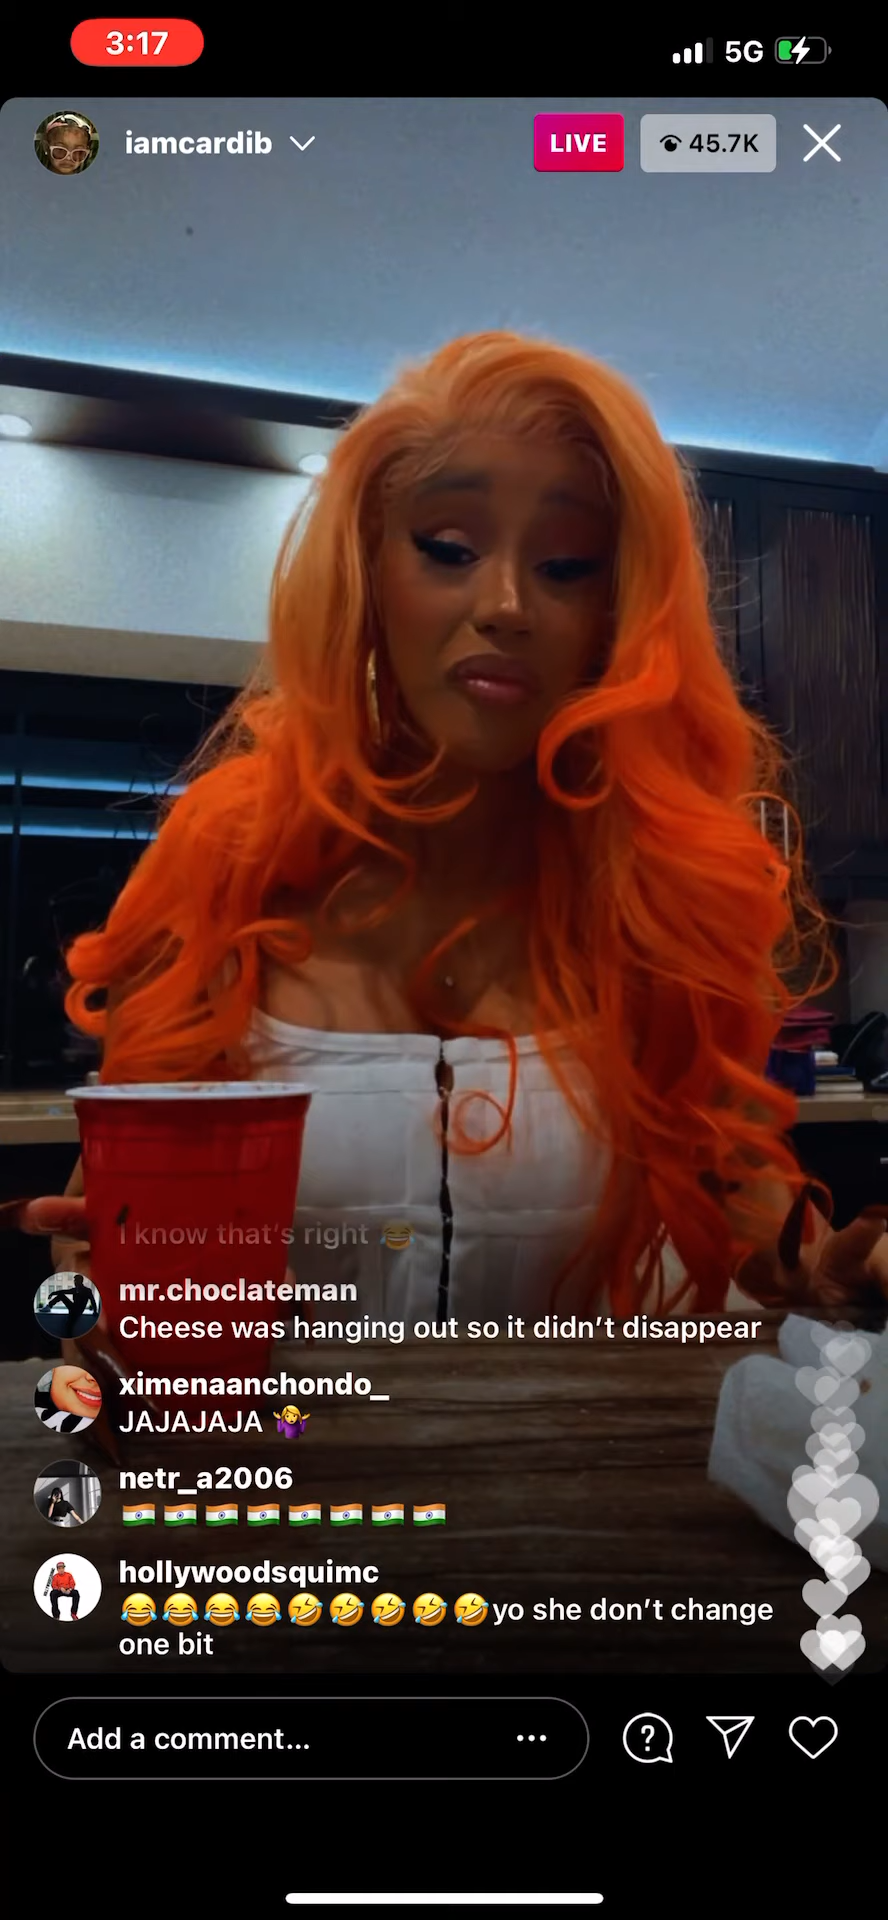 3:17
5G
iamcardib
LIVE
45.7K
I know that's right 😂
mr.choclateman
Cheese was hanging out so it didn't disappear
ximenaanchondo_
JAJAJAJA 🤷‍♀️
netr_a2006
🇮🇳🇮🇳🇮🇳🇮🇳🇮🇳🇮🇳🇮🇳🇮🇳
hollywoodsquimc
😂😂😂😂🤣🤣🤣🤣🤣yo she don't change
one bit
Add a comment...